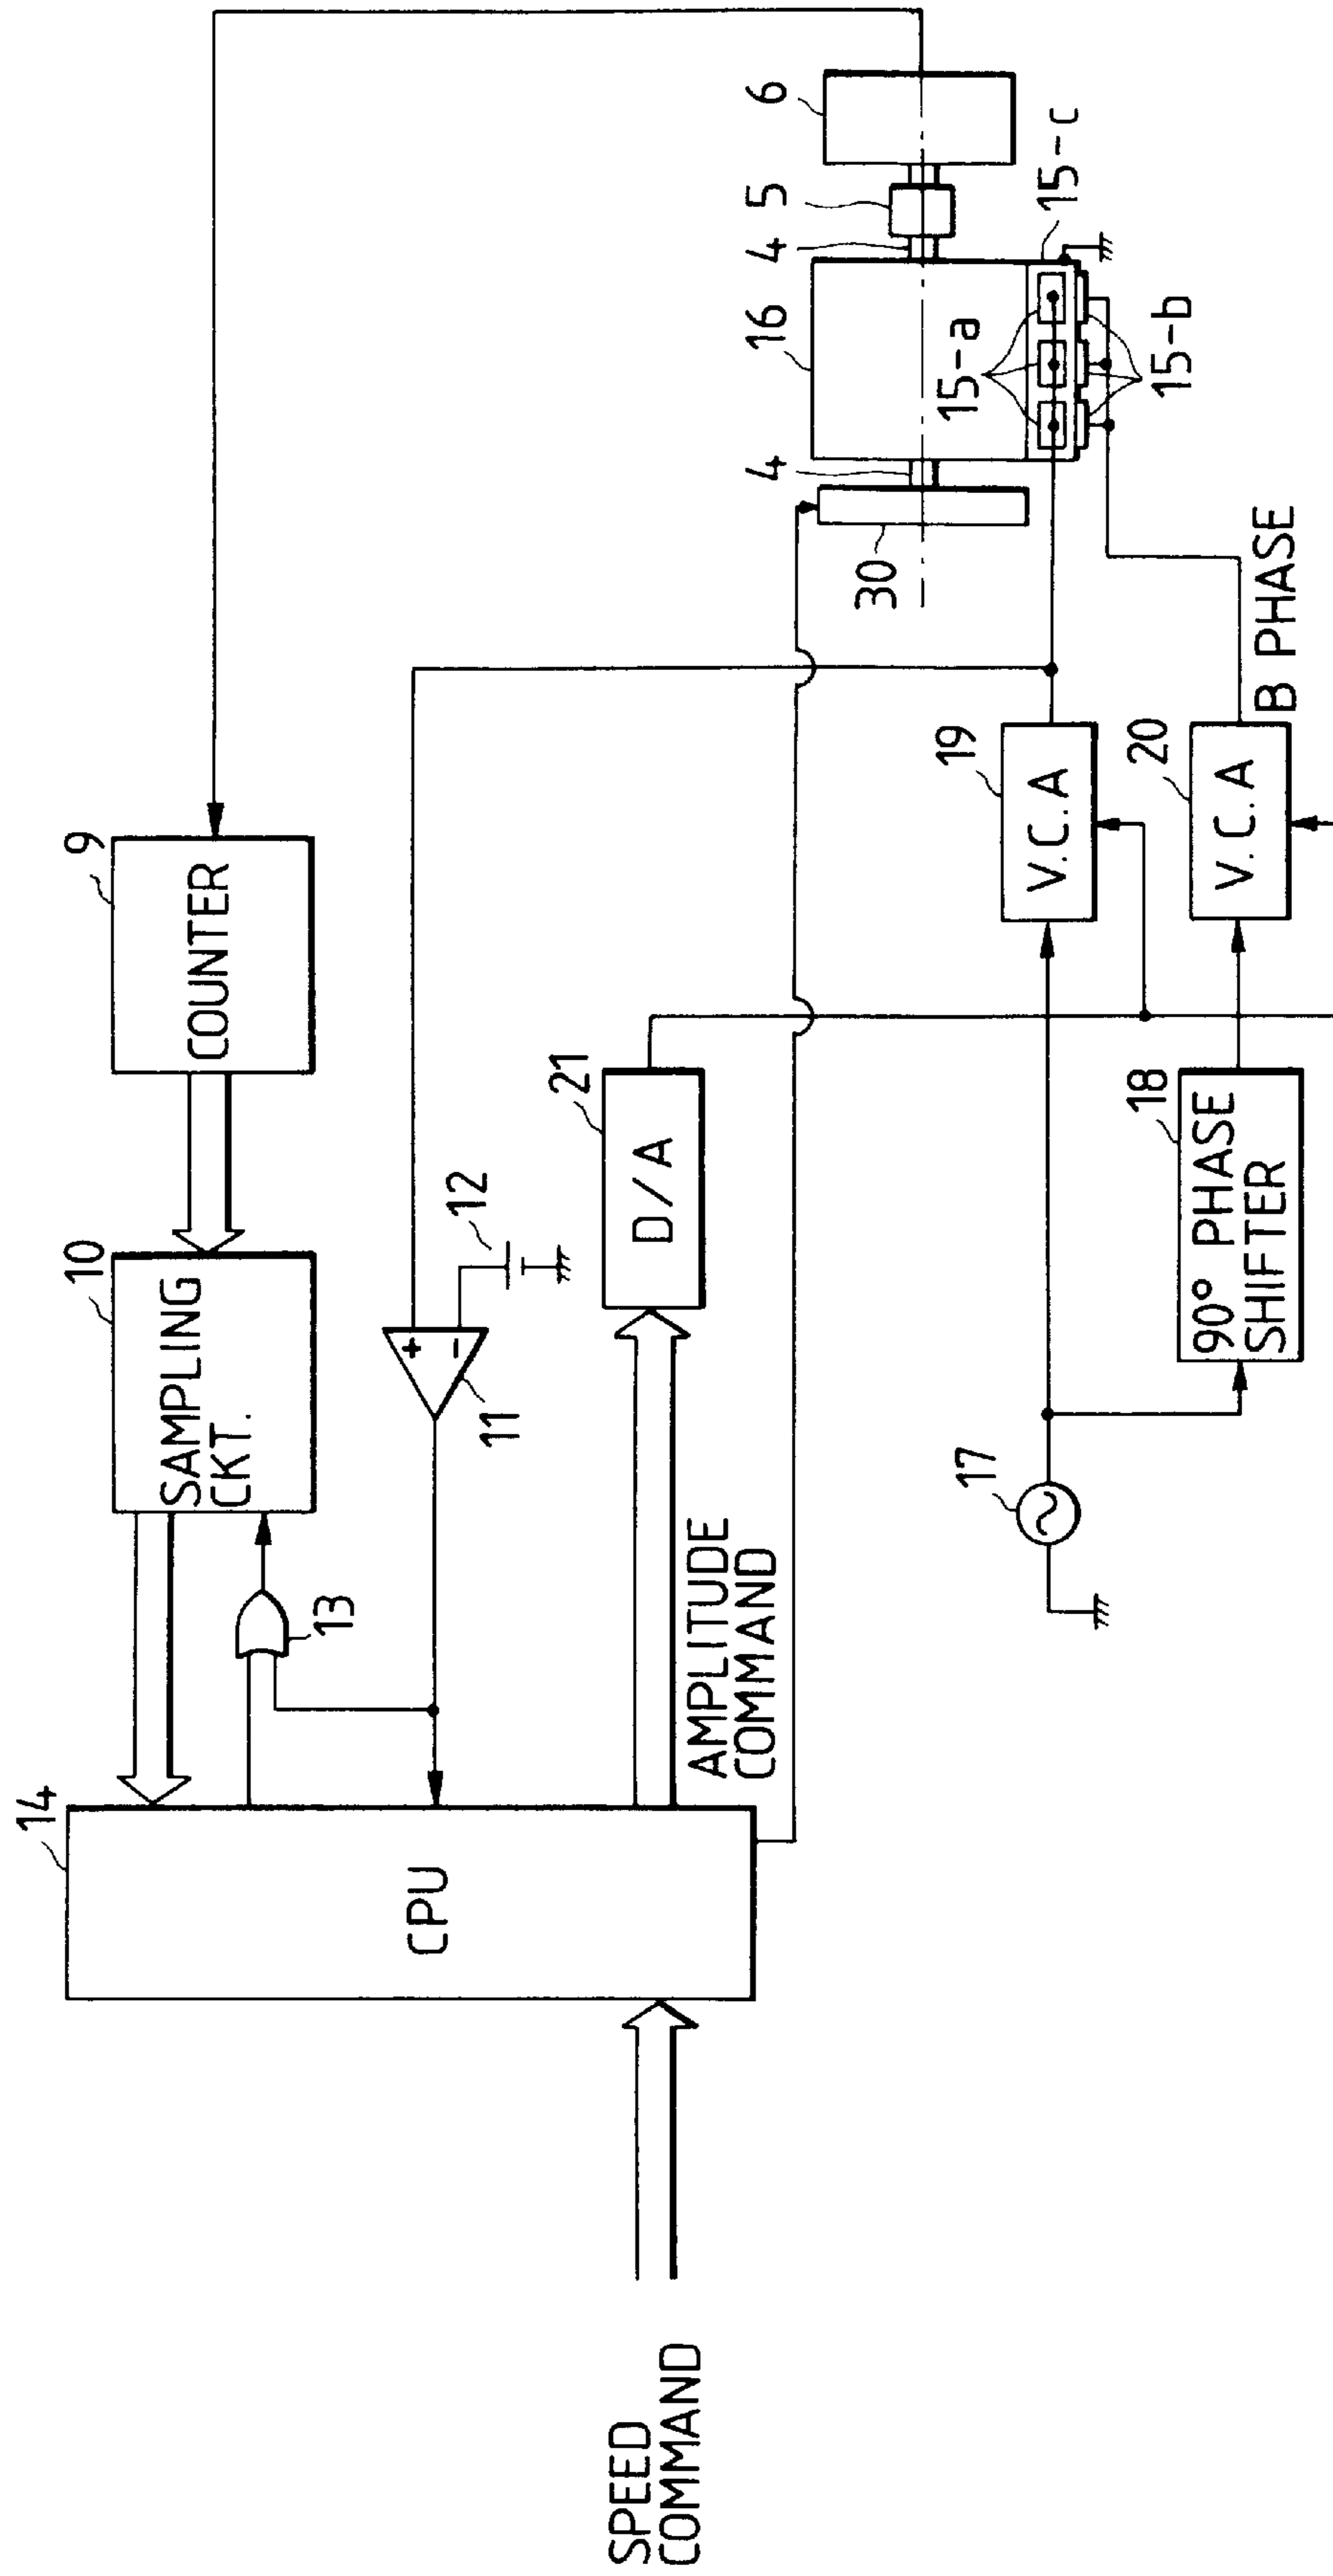 14
CPU
10
SAMPLING
CKT.
9
COUNTER
13
11
+
-
12
21
D/A
AMPLITUDE
COMMAND
SPEED
COMMAND
17
18
90° PHASE
SHIFTER
19
V.C.A
20
V.C.A
B PHASE
30
4
16
4
5
6
15-a
15-b
15-c